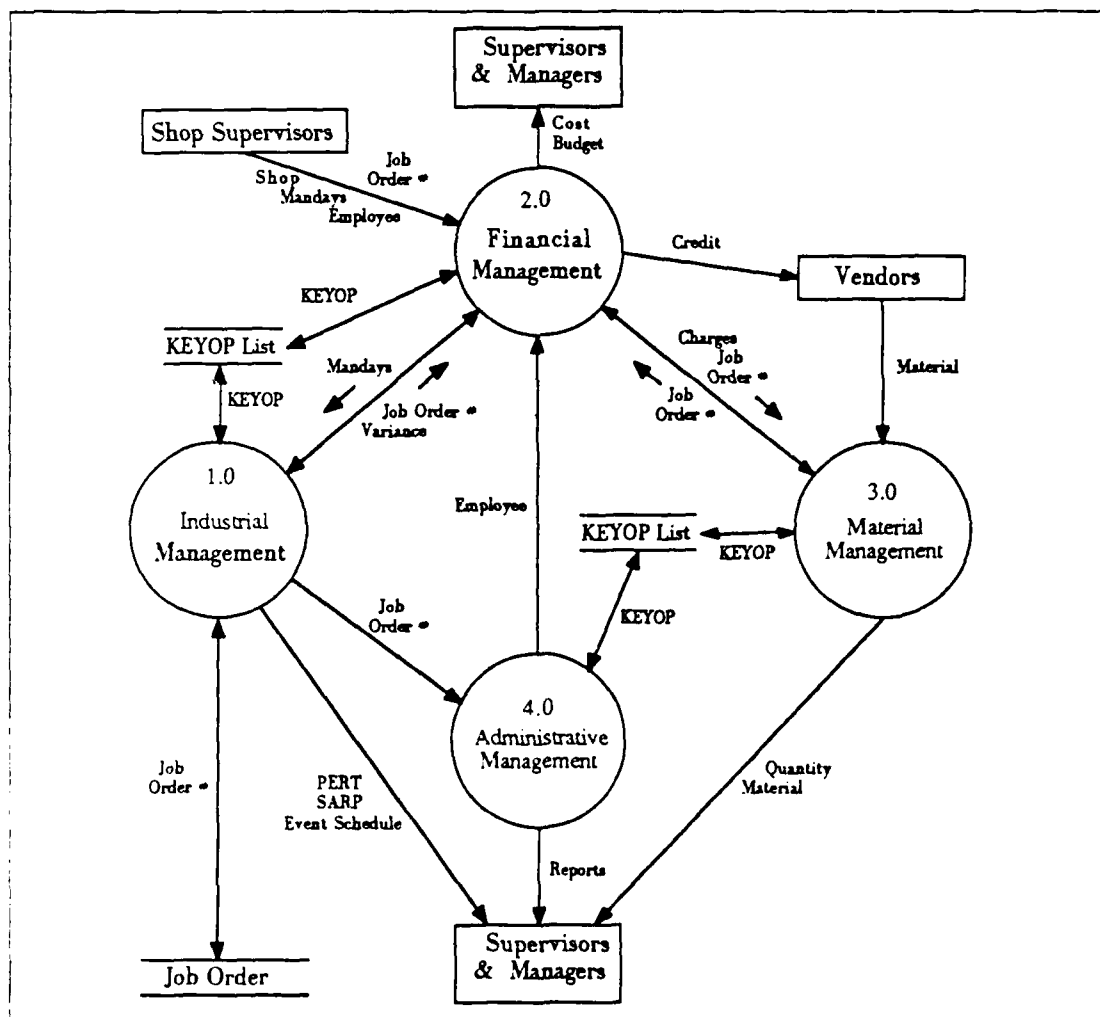 Supervisors
& Managers
Shop Supervisors
Cost
Budget
Job
Order #
Shop
Mandays
Employee
2.0
Financial
Management
Credit
Vendors
KEYOP
KEYOP List
Mandays
Charges
Job
Order #
Material
KEYOP
Job Order #
Variance
Job
Order #
1.0
Industrial
Management
Employee
KEYOP List
KEYOP
3.0
Material
Management
Job
Order #
KEYOP
4.0
Administrative
Management
Job
Order #
PERT
SARP
Event Schedule
Quantity
Material
Reports
Supervisors
& Managers
Job Order